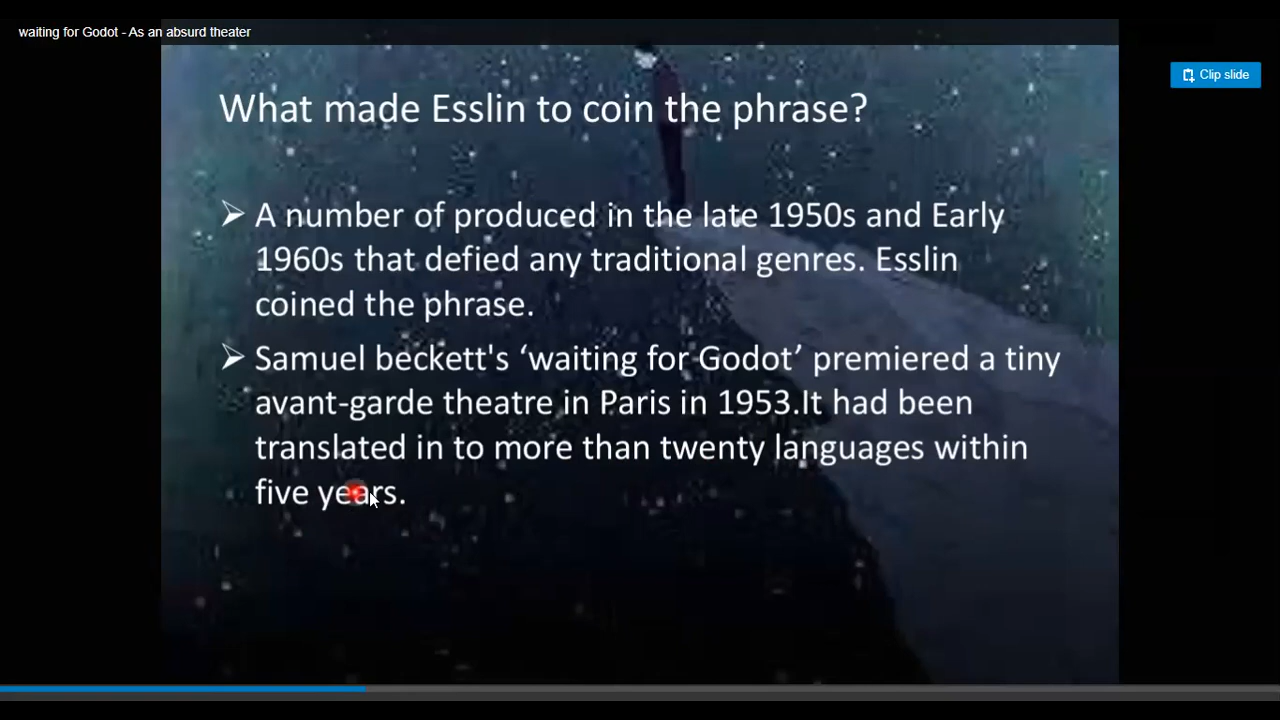 waiting for Godot - As an absurd theater
Clip slide
What made Esslin to coin the phrase?
➢ A number of produced in the late 1950s and Early
1960s that defied any traditional genres. Esslin
coined the phrase.
➢ Samuel beckett's ‘waiting for Godot’ premiered a tiny
avant-garde theatre in Paris in 1953.It had been
translated in to more than twenty languages within
five years.